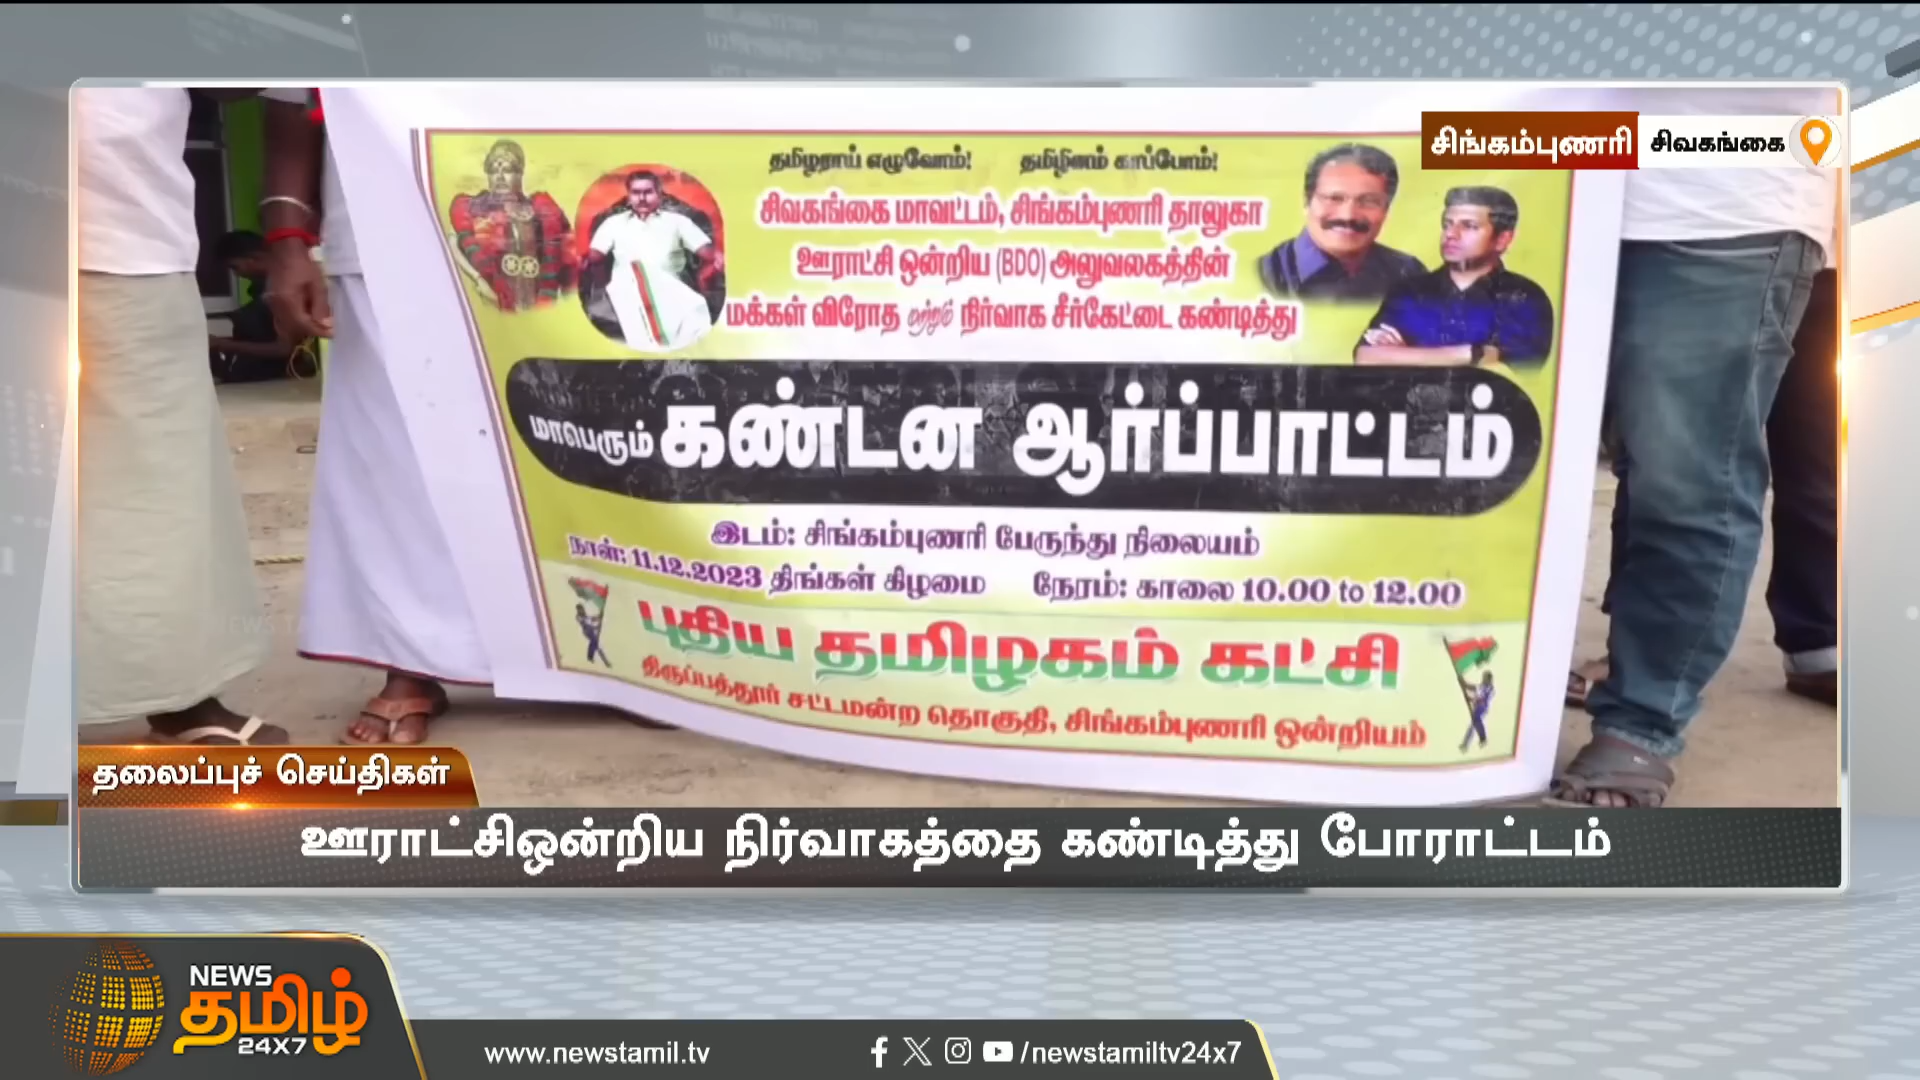 சிங்கம்புணரி சிவகங்கை
தமிழராய் எழுவோம்! தமிழினம் காப்போம்!
சிவகங்கை மாவட்டம், சிங்கம்புணரி தாலுகா
ஊராட்சி ஒன்றிய (BDO) அலுவலகத்தின்
மக்கள் விரோத மற்றும் நிர்வாக சீர்கேட்டை கண்டித்து
மாபெரும் கண்டன ஆர்ப்பாட்டம்
இடம்: சிங்கம்புணரி பேருந்து நிலையம்
நாள்: 11.12.2023 திங்கள் கிழமை நேரம்: காலை 10.00 to 12.00
புதிய தமிழகம் கட்சி
திருப்பத்தூர் சட்டமன்ற தொகுதி, சிங்கம்புணரி ஒன்றியம்
தலைப்புச் செய்திகள்
ஊராட்சிஒன்றிய நிர்வாகத்தை கண்டித்து போராட்டம்
NEWS
தமிழ்
24X7
www.newstamil.tv /newstamiltv24x7